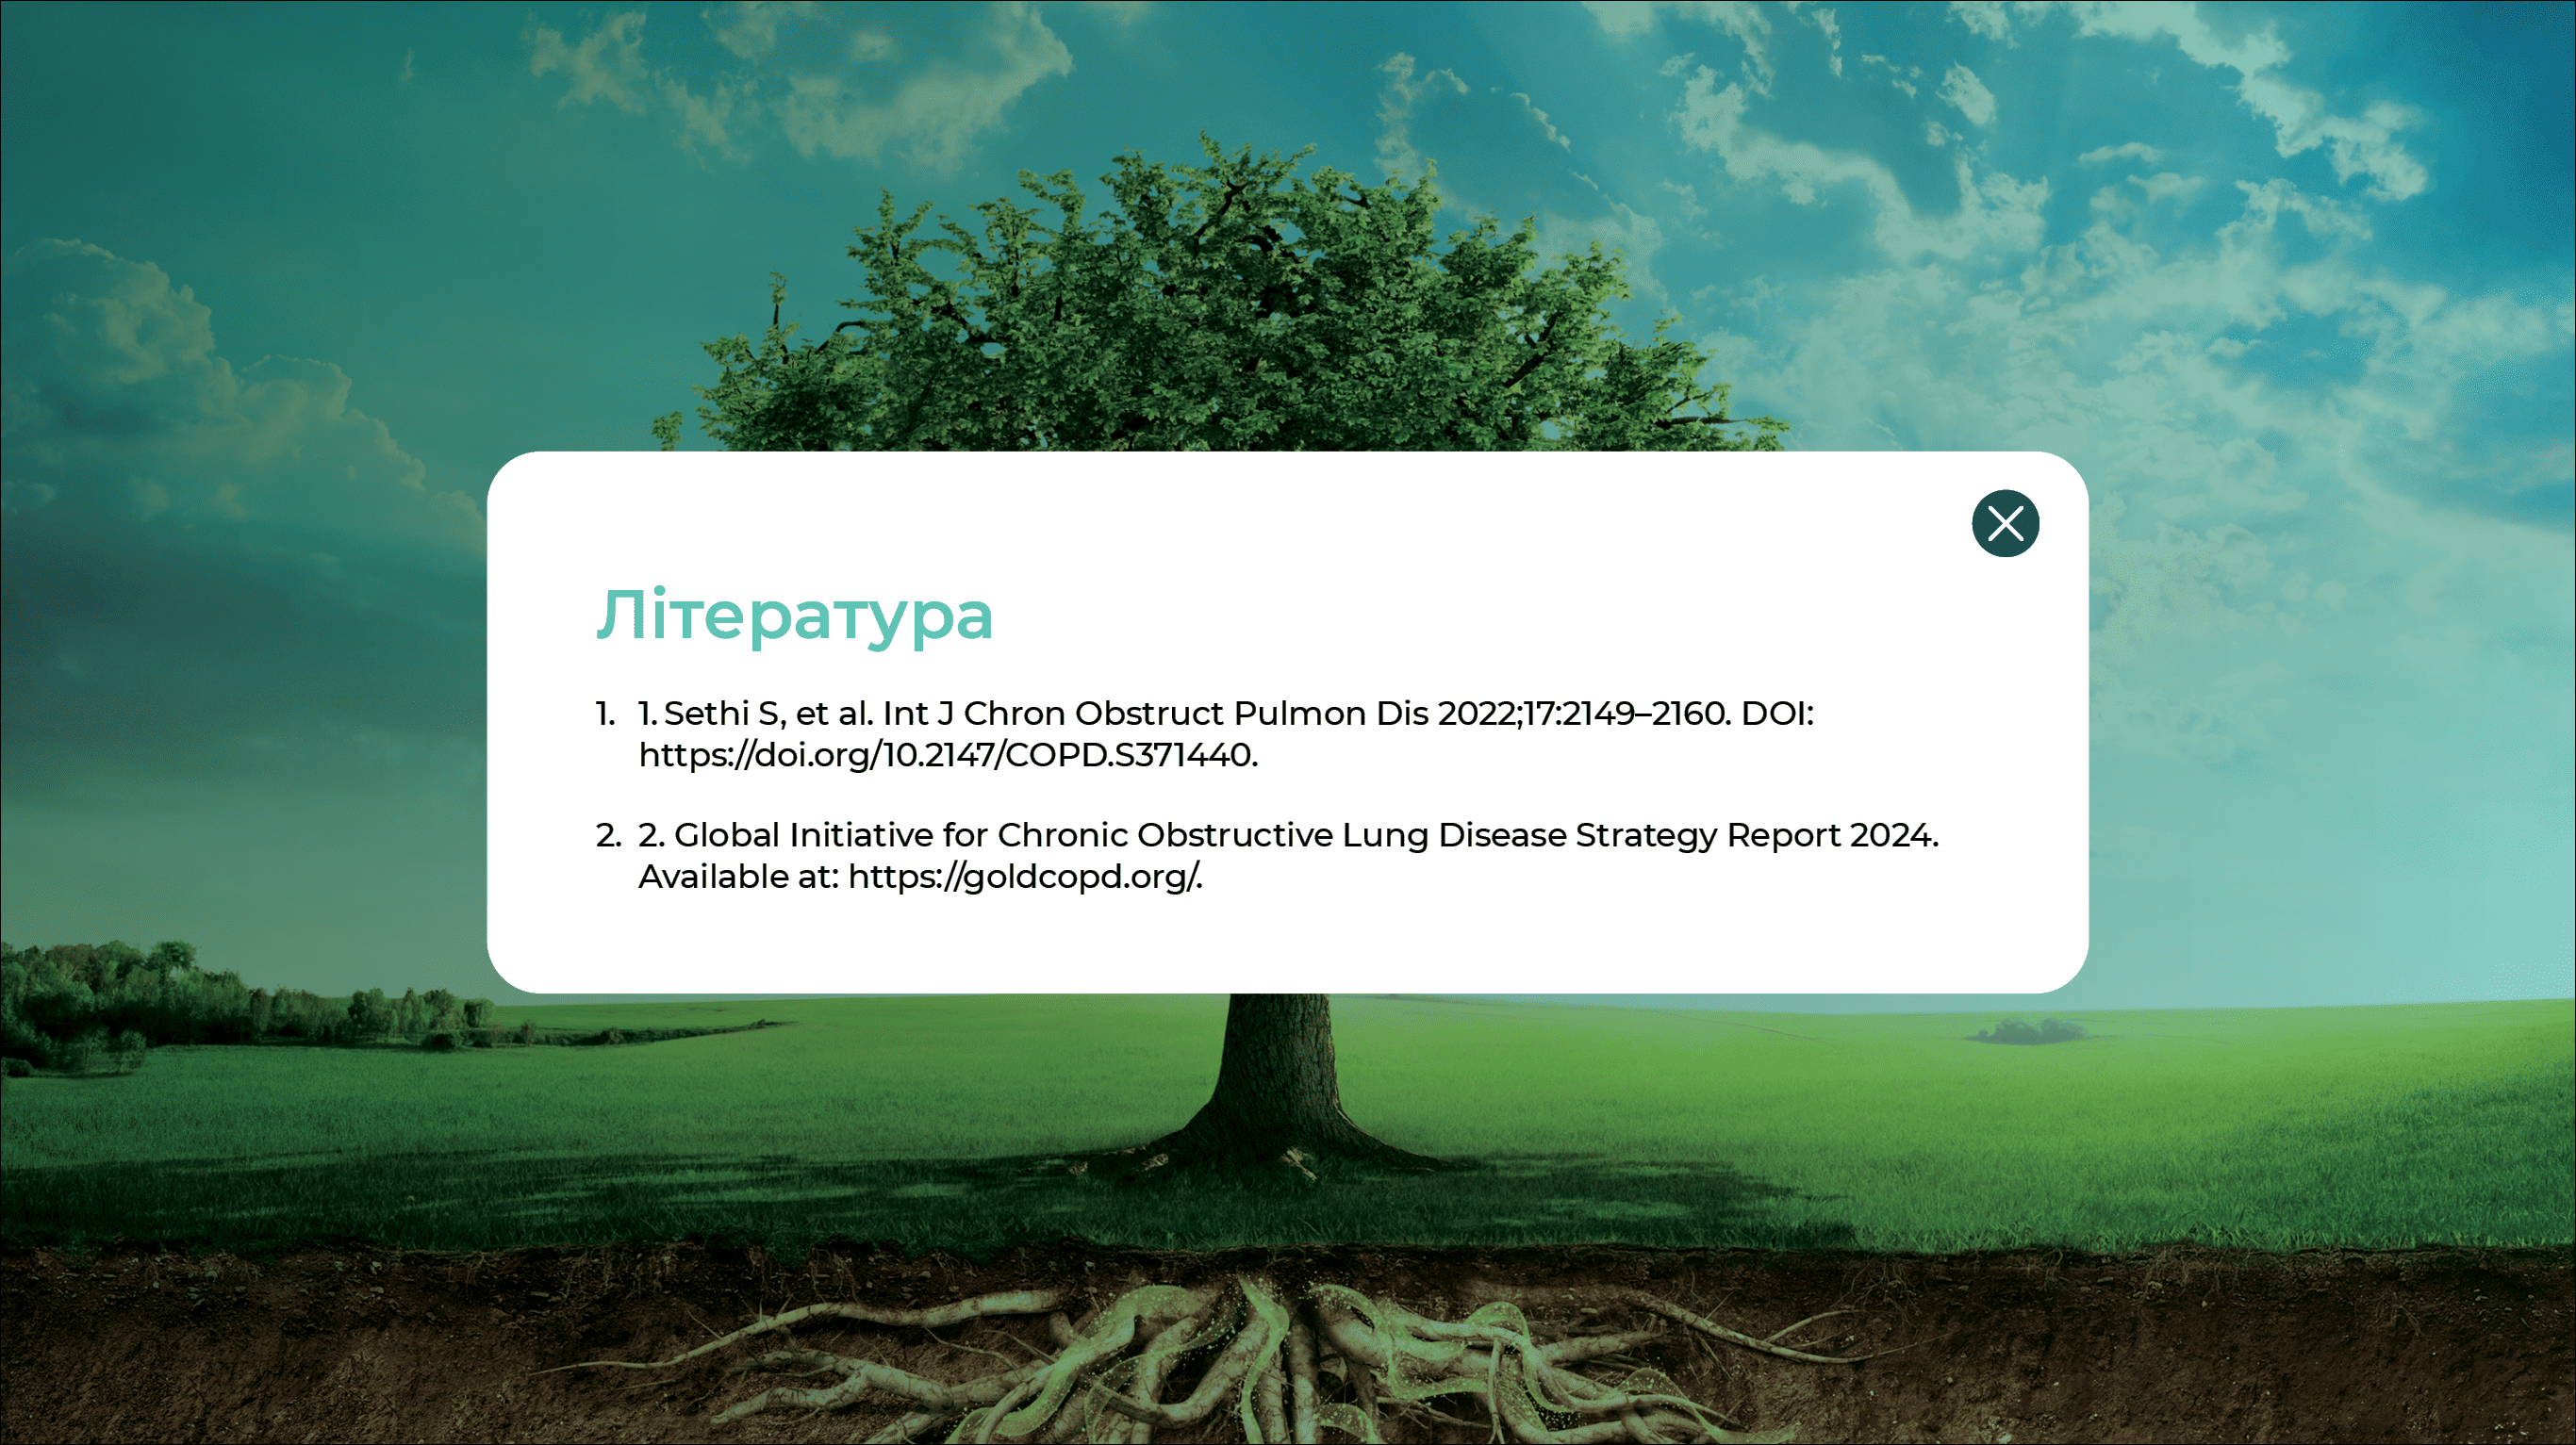 Література
1. 1. Sethi S, et al. Int J Chron Obstruct Pulmon Dis 2022;17:2149–2160. DOI:
https://doi.org/10.2147/COPD.S371440.
2. 2. Global Initiative for Chronic Obstructive Lung Disease Strategy Report 2024.
Available at: https://goldcopd.org/.